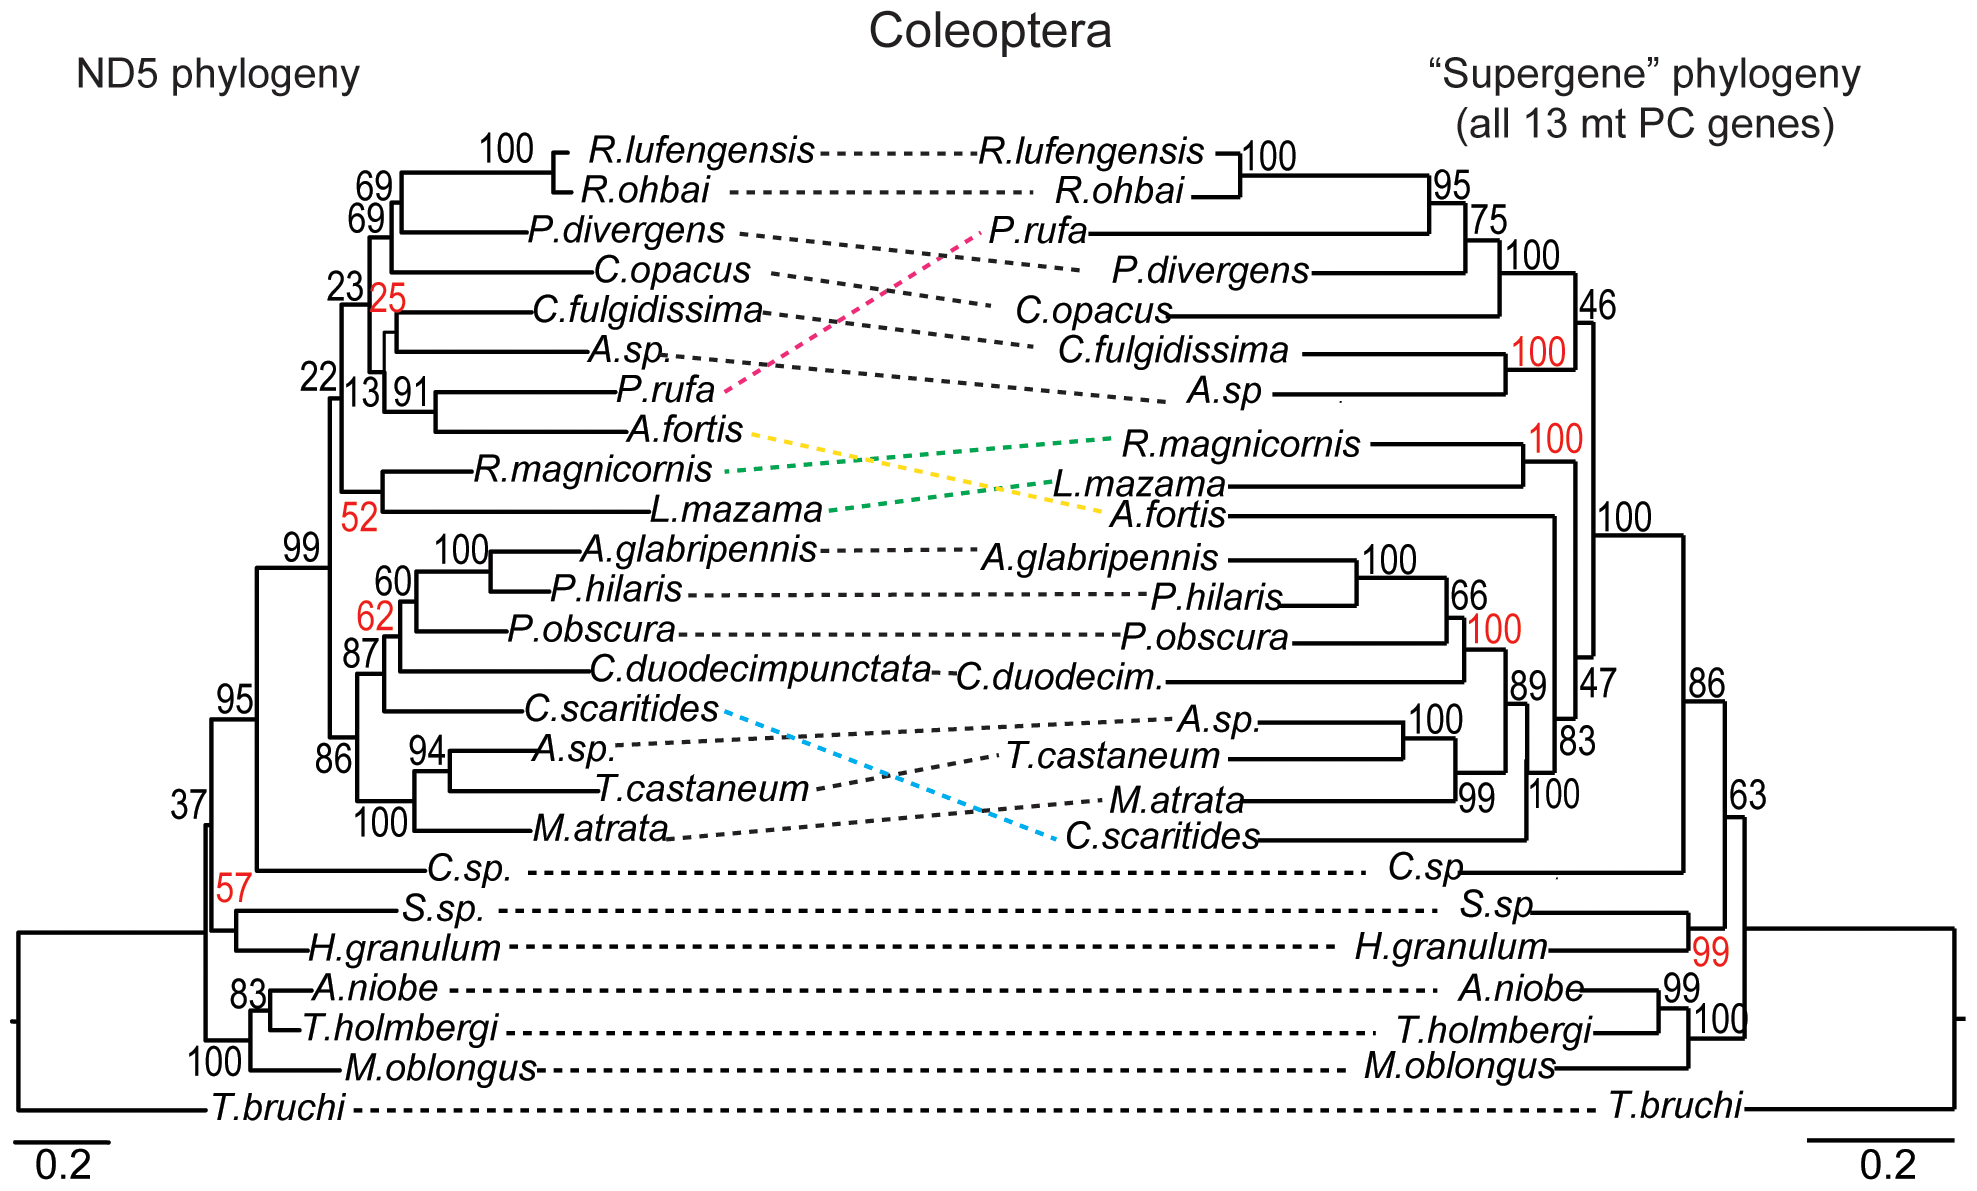 Coleoptera
ND5 phylogeny
“Supergene” phylogeny
(all 13 mt PC genes)
100 R.lufengensis R.lufengensis 100
69 R.ohbai R.ohbai 95
69 P.divergens P.rufa 75
C.opacus P.divergens 100
23 25 C.fulgidissima C.opacus 46
A.sp. C.fulgidissima 100
22 13 91 P.rufa A.sp
A.fortis R.magnicornis 100
R.magnicornis L.mazama
52 L.mazama A.fortis 100
99 100 A.glabripennis A.glabripennis 100
60 P.hilaris P.hilaris 66
62 P.obscura P.obscura 100
87 C.duodecimpunctata C.duodecim. 89 47 86
95 C.scaritides A.sp. 100
86 94 A.sp. T.castaneum 83
37 T.castaneum M.atrata 99 100 63
100 M.atrata C.scaritides
C.sp. C.sp
57 S.sp. S.sp
H.granulum H.granulum 99
83 A.niobe A.niobe 99
T.holmbergi T.holmbergi 100
100 M.oblongus M.oblongus
T.bruchi T.bruchi
0.2 0.2